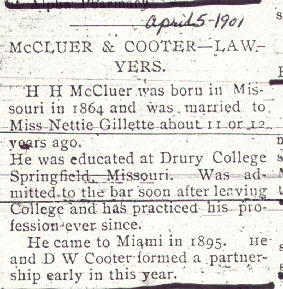 Alpha Pharmacy.
April 5-1901
McCLUER & COOTER—LAW-
YERS.
H H McCluer was born in Mis-
souri in 1864 and was married to
Miss Nettie Gillette about 11 or 12
years ago.
He was educated at Drury College
Springfield, Missouri. Was ad-
mitted to the bar soon after leaving
College and has practiced his pro-
fession ever since.
He came to Miami in 1895. He
and D W Cooter formed a partner-
ship early in this year.